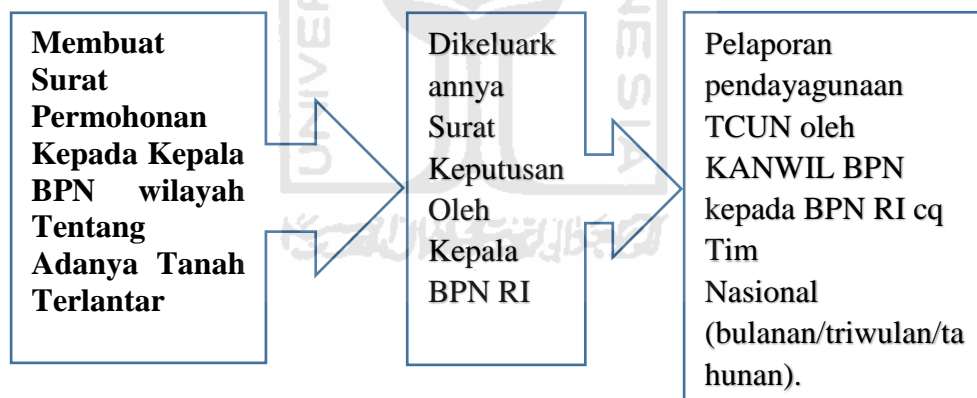 Membuat
Surat
Permohonan
Kepada Kepala
BPN wilayah
Tentang
Adanya Tanah
Terlantar
Dikeluark
annya
Surat
Keputusan
Oleh
Kepala
BPN RI
Pelaporan
pendayagunaan
TCUN oleh
KANWIL BPN
kepada BPN RI cq
Tim
Nasional
(bulanan/triwulan/ta
hunan).